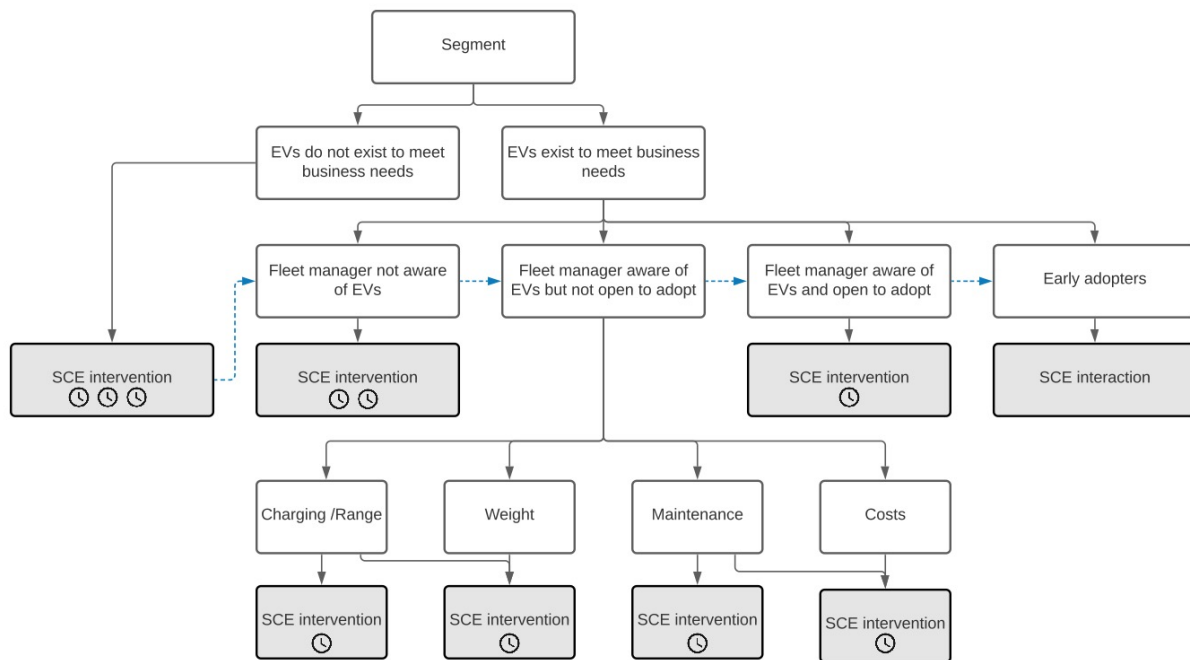 Segment
EVs do not exist to meet
business needs
EVs exist to meet business
needs
Fleet manager not aware
of EVs
Fleet manager aware of
EVs but not open to adopt
Fleet manager aware of
EVs and open to adopt
Early adopters
SCE intervention
SCE intervention
SCE intervention
SCE interaction
Charging /Range
Weight
Maintenance
Costs
SCE intervention
SCE intervention
SCE intervention
SCE intervention